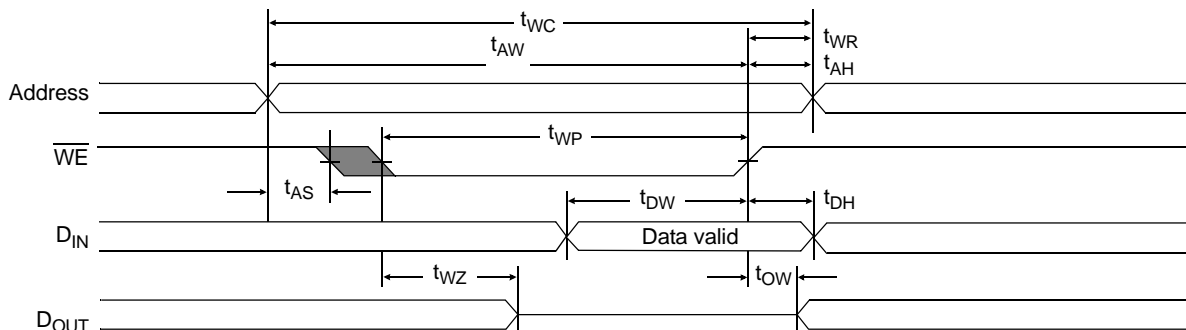 tWC
tAW
tWR
tAH
Address
tWP
WE
tAS
tDW
tDH
DIN
Data valid
tWZ
tOW
DOUT